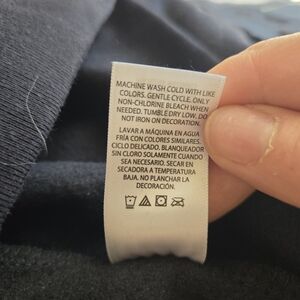 MACHINE WASH COLD WITH LIKE
COLORS. GENTLE CYCLE. ONLY
NON-CHLORINE BLEACH WHEN
NEEDED. TUMBLE DRY LOW. DO
NOT IRON ON DECORATION.
LAVAR A MÁQUINA EN AGUA
FRÍA CON COLORES SIMILARES.
CICLO DELICADO. BLANQUEADOR
SIN CLORO SOLAMENTE CUANDO
SEA NECESARIO. SECAR EN
SECADORA A TEMPERATURA
BAJA. NO PLANCHAR LA
DECORACIÓN.